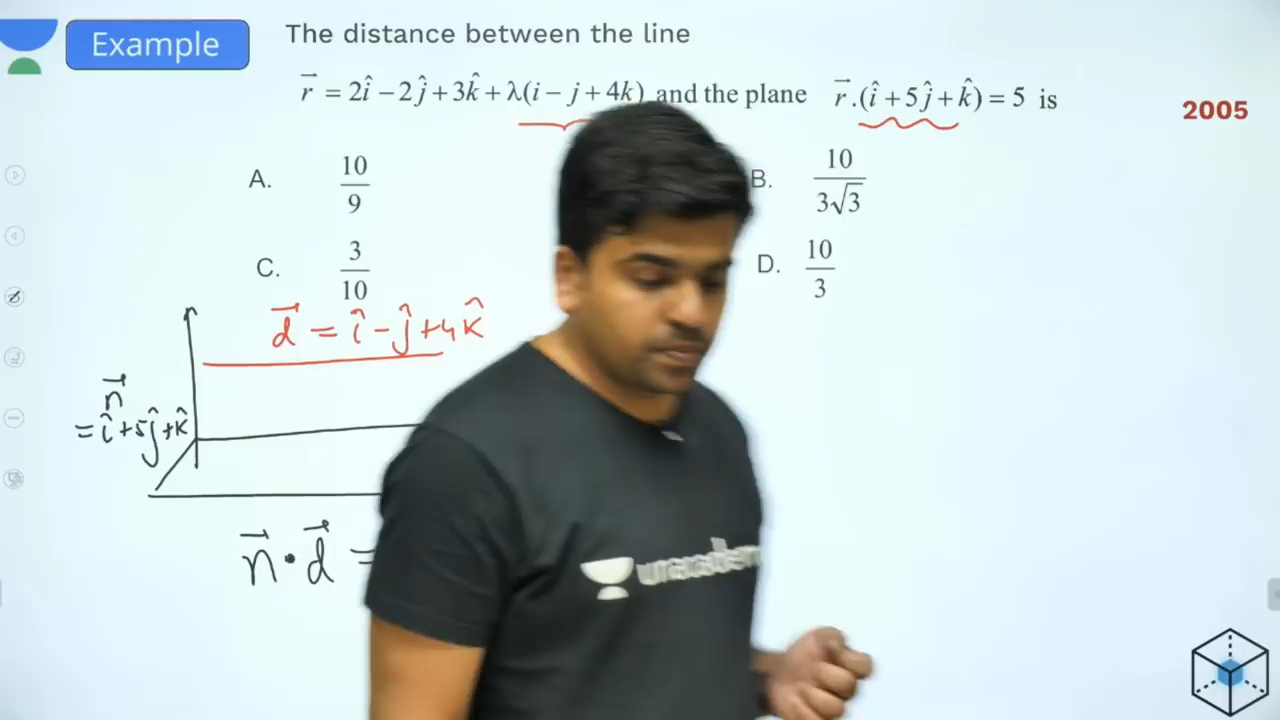 Example
The distance between the line
r⃗ = 2î − 2ĵ + 3k̂ + λ(i − j + 4k) and the plane r⃗.(î + 5ĵ + k̂) = 5 is
2005
A. 10/9
B. 10/(3√3)
C. 3/10
D. 10/3
d⃗ = î − ĵ + 4k̂
n⃗
= î + 5ĵ + k̂
n⃗ · d⃗ =